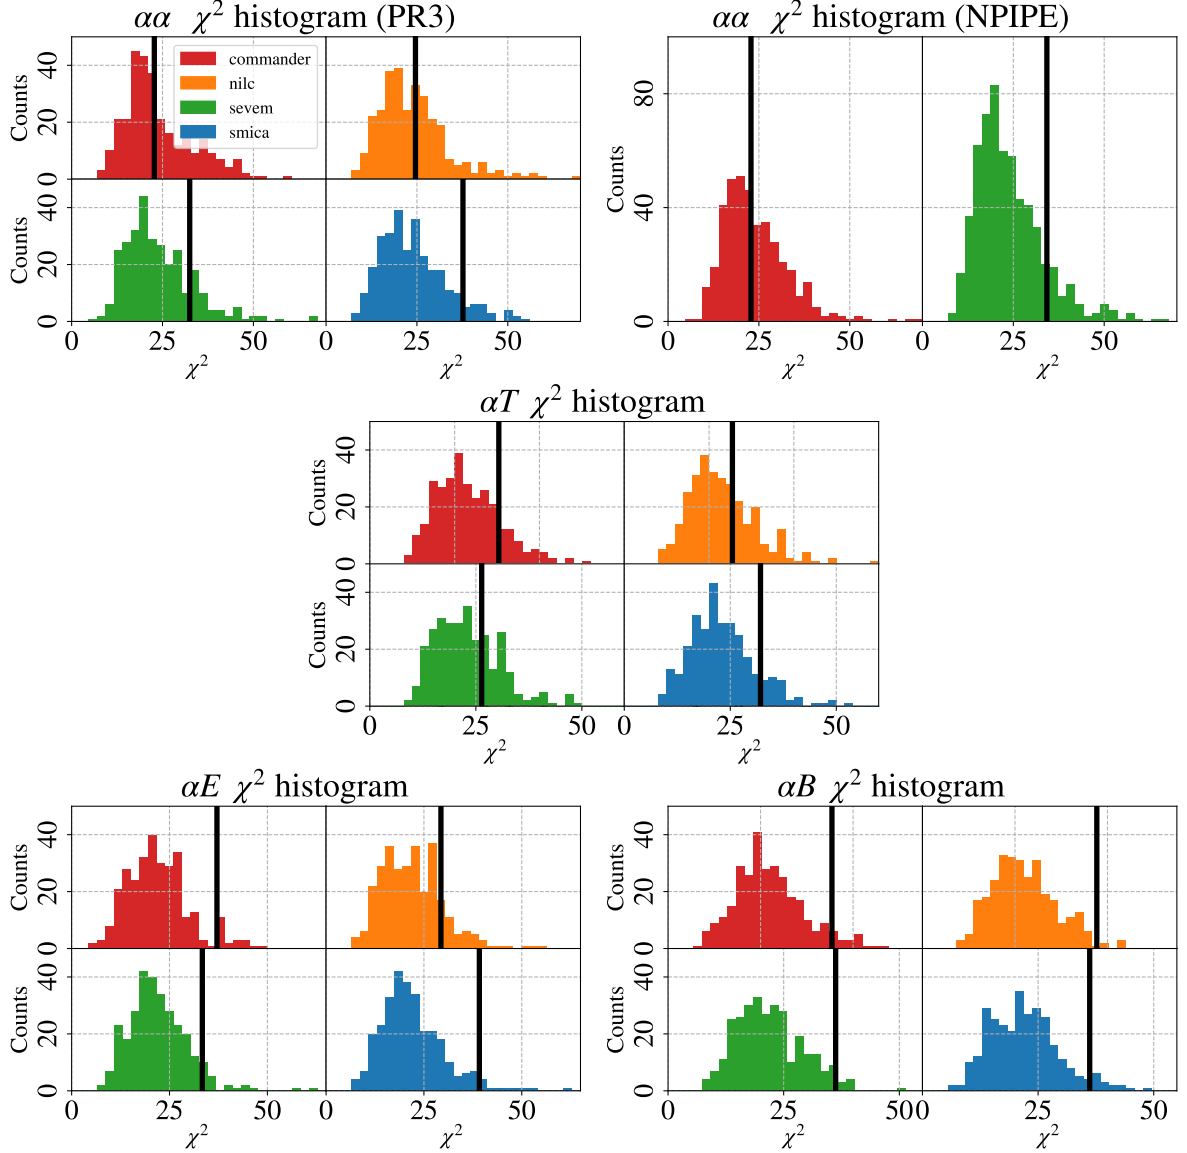 αα χ² histogram (PR3)
αα χ² histogram (NPIPE)
Counts
40
20
0
commander
nilc
sevem
smica
Counts
40
20
0
0
25
50
0
25
50
χ²
χ²
Counts
80
40
0
0
25
50
0
25
50
χ²
χ²
αT χ² histogram
Counts
40
20
0
Counts
40
20
0
0
25
50
0
25
50
χ²
χ²
αE χ² histogram
αB χ² histogram
Counts
40
20
0
Counts
40
20
0
0
25
50
0
25
50
χ²
χ²
Counts
40
20
0
Counts
40
20
0
0
25
50
0
25
50
χ²
χ²